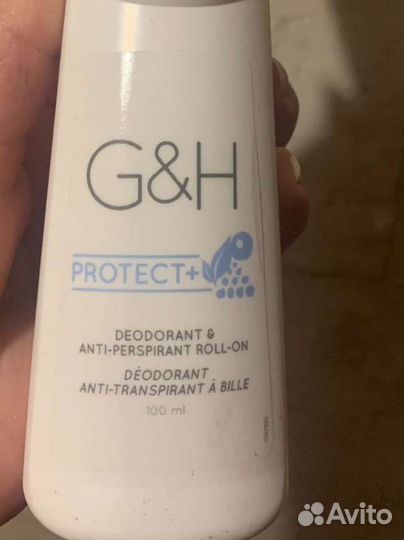 G&H
PROTECT+
DEODORANT &
ANTI-PERSPIRANT ROLL-ON
DÉODORANT
ANTI-TRANSPIRANT À BILLE
100 ml
Avito